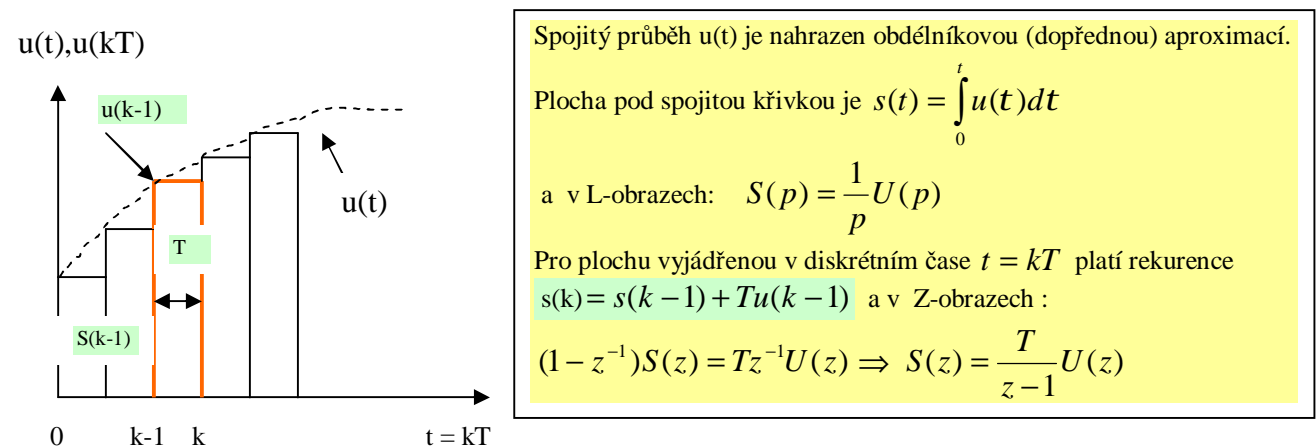 u(t),u(kT)
u(k-1)
u(t)
T
S(k-1)
0 k-1 k t = kT
Spojitý průběh u(t) je nahrazen obdélníkovou (dopřednou) aproximací.
Plocha pod spojitou křivkou je s(t) = ∫₀ᵗ u(t)dt
a v L-obrazech: S(p) = 1/p U(p)
Pro plochu vyjádřenou v diskrétním čase t = kT platí rekurence
s(k) = s(k − 1) + Tu(k − 1) a v Z-obrazech :
(1 − z⁻¹)S(z) = Tz⁻¹U(z) ⇒ S(z) = T/(z − 1) U(z)